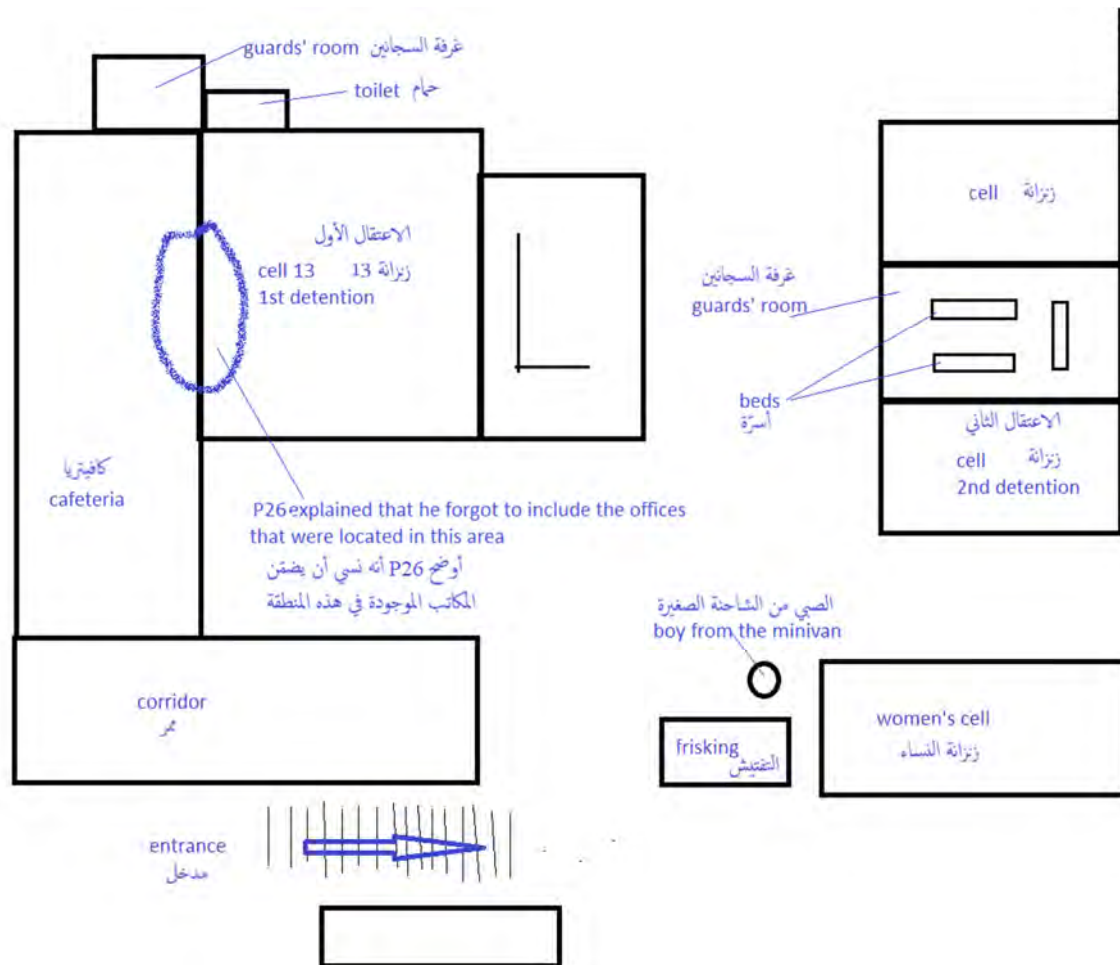 guards' room غرفة السجانين
toilet حمام
الاعتقال الأول
cell 13 زنزانة 13
1st detention
cell زنزانة
غرفة السجانين
guards' room
beds
أسرّة
الاعتقال الثاني
cell زنزانة
2nd detention
كافيتريا
cafeteria
P26 explained that he forgot to include the offices
that were located in this area
أوضح P26 أنه نسي أن يضمّن
المكاتب الموجودة في هذه المنطقة
الصبي من الشاحنة الصغيرة
boy from the minivan
corridor
ممر
frisking التفتيش
women's cell
زنزانة النساء
entrance
مدخل